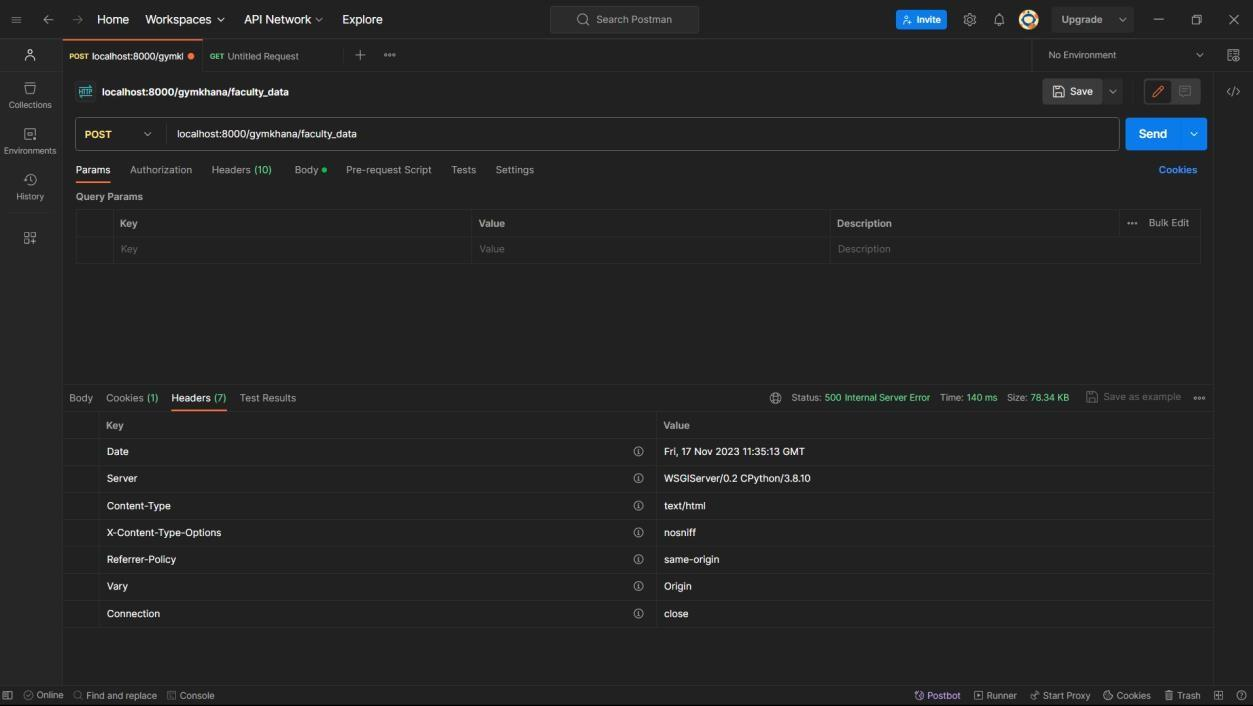 Home Workspaces API Network Explore Search Postman Invite Upgrade
POST localhost:8000/gymkl GET Untitled Request No Environment
HTTP localhost:8000/gymkhana/faculty_data Save
Collections
POST localhost:8000/gymkhana/faculty_data Send
Environments
Params Authorization Headers (10) Body Pre-request Script Tests Settings Cookies
History
Query Params
Key Value Description Bulk Edit
Key Value Description
Body Cookies (1) Headers (7) Test Results Status: 500 Internal Server Error Time: 140 ms Size: 78.34 KB Save as example
Key Value
Date Fri, 17 Nov 2023 11:35:13 GMT
Server WSGIServer/0.2 CPython/3.8.10
Content-Type text/html
X-Content-Type-Options nosniff
Referrer-Policy same-origin
Vary Origin
Connection close
Online Find and replace Console Postbot Runner Start Proxy Cookies Trash